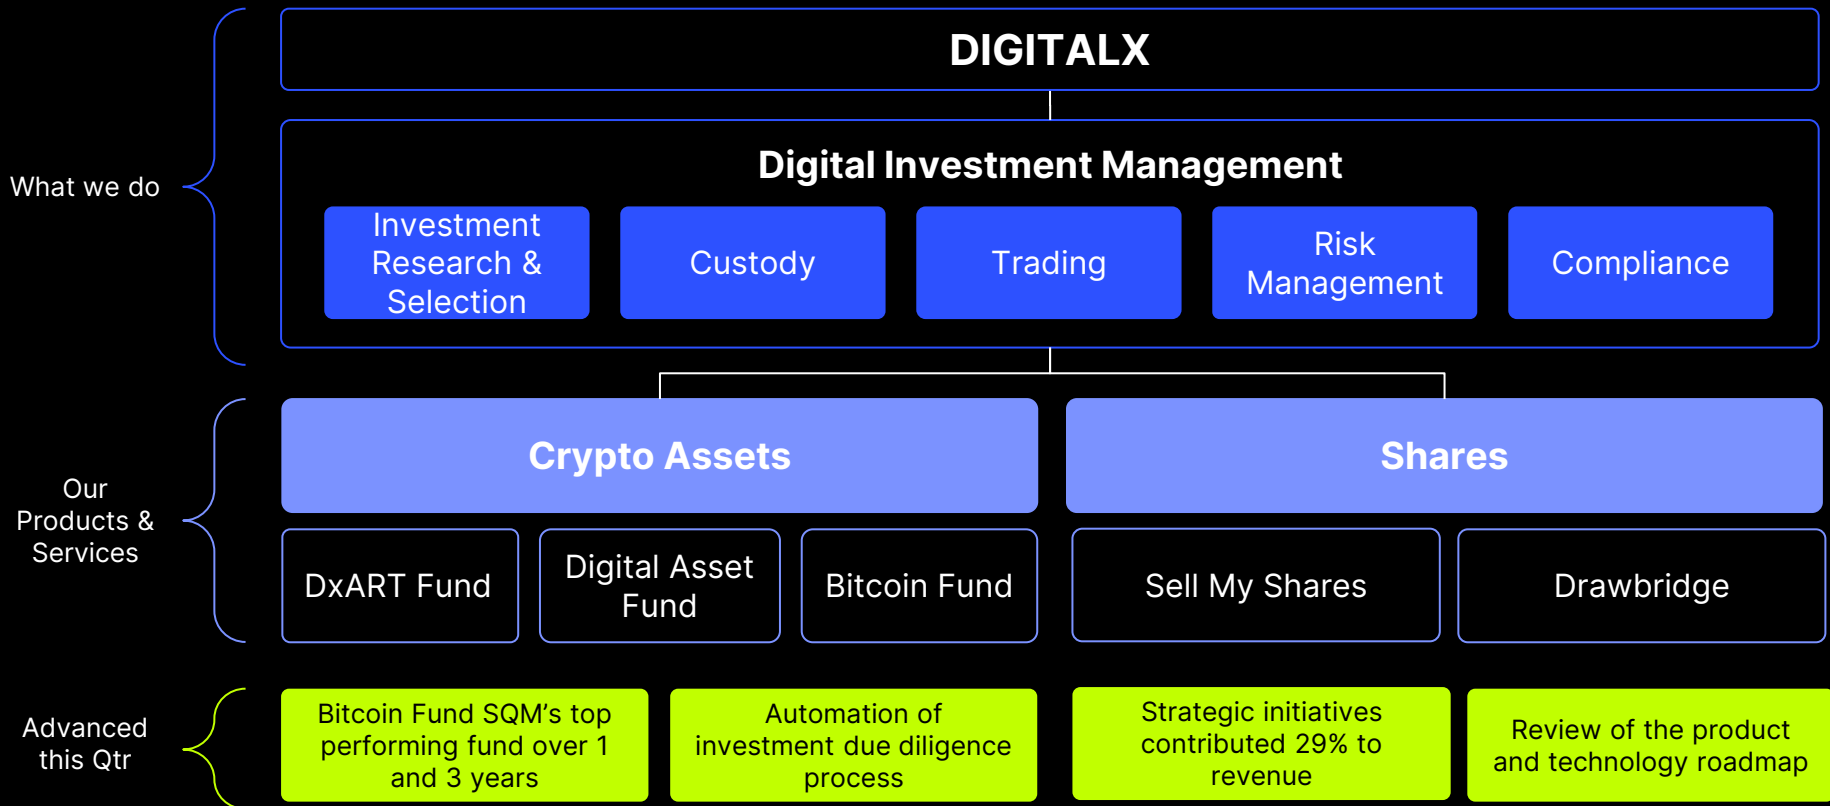 DIGITALX
What we do
Digital Investment Management
Investment
Research &
Selection
Custody
Trading
Risk
Management
Compliance
Our
Products &
Services
Crypto Assets
Shares
DxART Fund
Digital Asset
Fund
Bitcoin Fund
Sell My Shares
Drawbridge
Advanced
this Qtr
Bitcoin Fund SQM’s top
performing fund over 1
and 3 years
Automation of
investment due diligence
process
Strategic initiatives
contributed 29% to
revenue
Review of the product
and technology roadmap